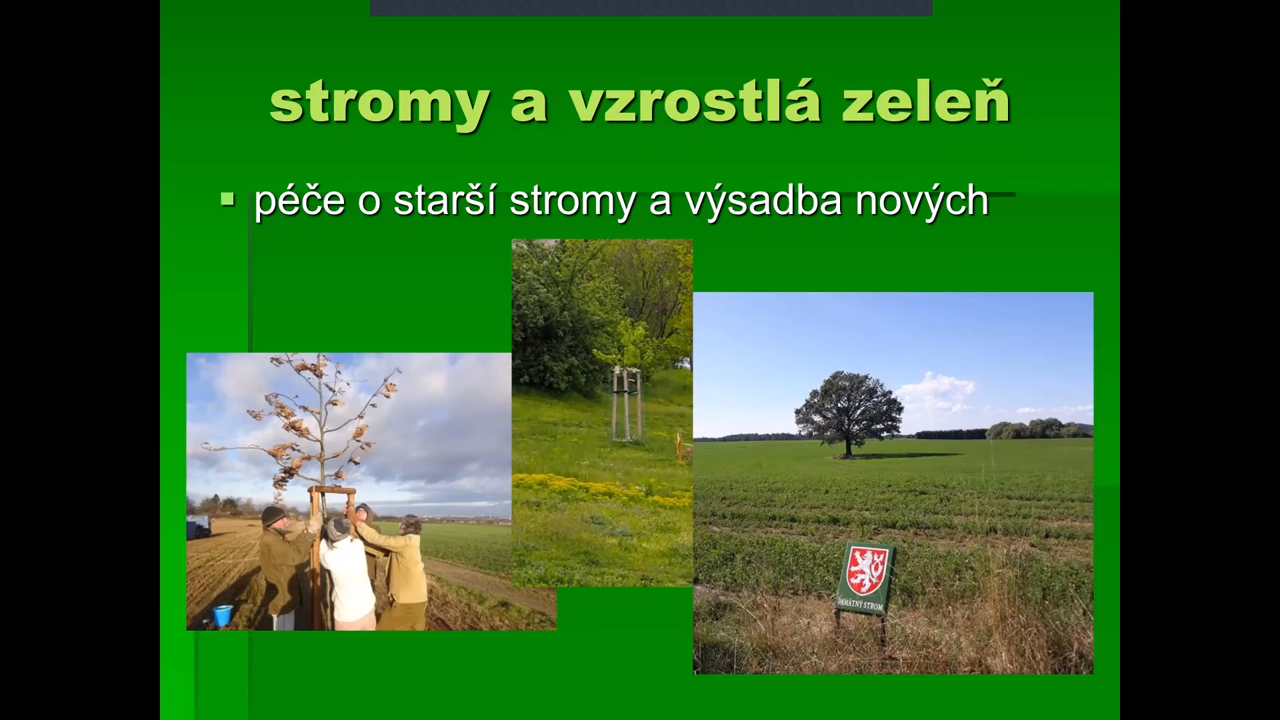 stromy a vzrostlá zeleň
péče o starší stromy a výsadba nových
PAMÁTNÝ STROM